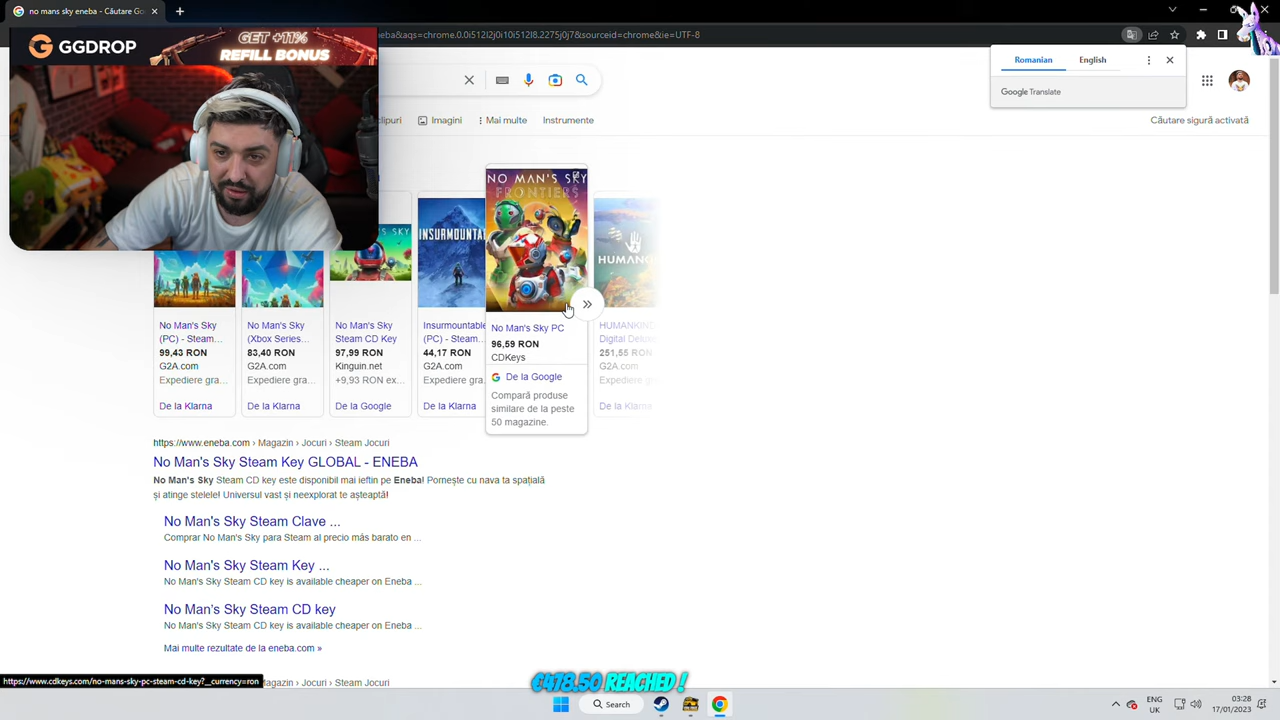 no mans sky eneba - Căutare Goo
GGDROP
GET +11%
REFILL BONUS
eba&aqs=chrome.0.0i512l2j0i10i512l8.2275j0j7&sourceid=chrome&ie=UTF-8
Romanian
English
Google Translate
clipuri
Imagini
Mai multe
Instrumente
Căutare sigură activată
NO MAN'S SKY
FRONTIERS
INSURMOUNTA
HUMANK
No Man's Sky
(PC) - Steam...
99,43 RON
G2A.com
Expediere gra...
De la Klarna
No Man's Sky
(Xbox Series...
83,40 RON
G2A.com
Expediere gra...
De la Klarna
No Man's Sky
Steam CD Key
97,99 RON
Kinguin.net
+9,93 RON ex...
De la Google
Insurmountable
(PC) - Steam...
44,17 RON
G2A.com
Expediere gra...
De la Klarna
No Man's Sky PC
96,59 RON
CDKeys
De la Google
Compară produse
similare de la peste
50 magazine.
HUMANKIND
Digital Delux
251,55 RON
G2A.com
Expediere gra
De la Klarna
https://www.eneba.com › Magazin › Jocuri › Steam Jocuri
No Man's Sky Steam Key GLOBAL - ENEBA
No Man's Sky Steam CD key este disponibil mai ieftin pe Eneba! Pornește cu nava ta spațială
și atinge stelele! Universul vast și neexplorat te așteaptă!
No Man's Sky Steam Clave ...
Comprar No Man's Sky para Steam al precio más barato en ...
No Man's Sky Steam Key ...
No Man's Sky Steam CD key is available cheaper on Eneba ...
No Man's Sky Steam CD key
No Man's Sky Steam CD key is available cheaper on Eneba ...
Mai multe rezultate de la eneba.com »
https://www.cdkeys.com/no-mans-sky-pc-steam-cd-key?__currency=ron
agazin › Jocuri › Steam Jocuri
€478.50 REACHED !
Search
ENG
UK
03:28
17/01/2023